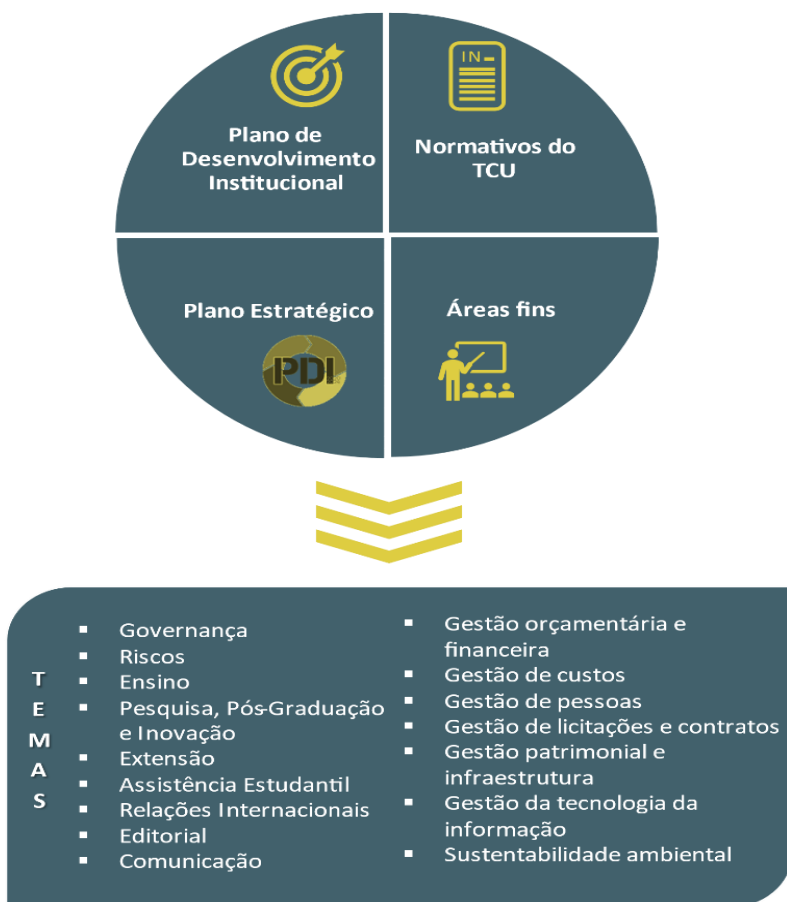 IN
Plano de
Desenvolvimento
Institucional
Normativos do
TCU
Plano Estratégico
PDI
Áreas fins
TEMAS
▪ Governança
▪ Riscos
▪ Ensino
▪ Pesquisa, Pós-Graduação
e Inovação
▪ Extensão
▪ Assistência Estudantil
▪ Relações Internacionais
▪ Editorial
▪ Comunicação
▪ Gestão orçamentária e
financeira
▪ Gestão de custos
▪ Gestão de pessoas
▪ Gestão de licitações e contratos
▪ Gestão patrimonial e
infraestrutura
▪ Gestão da tecnologia da
informação
▪ Sustentabilidade ambiental